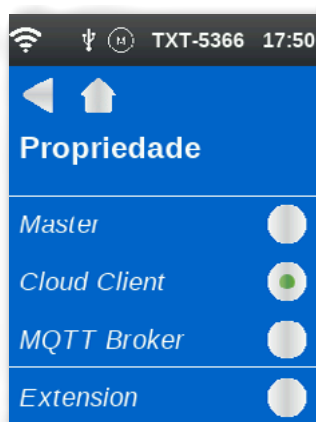 M TXT-5366 17:50
Propriedade
Master
Cloud Client
MQTT Broker
Extension